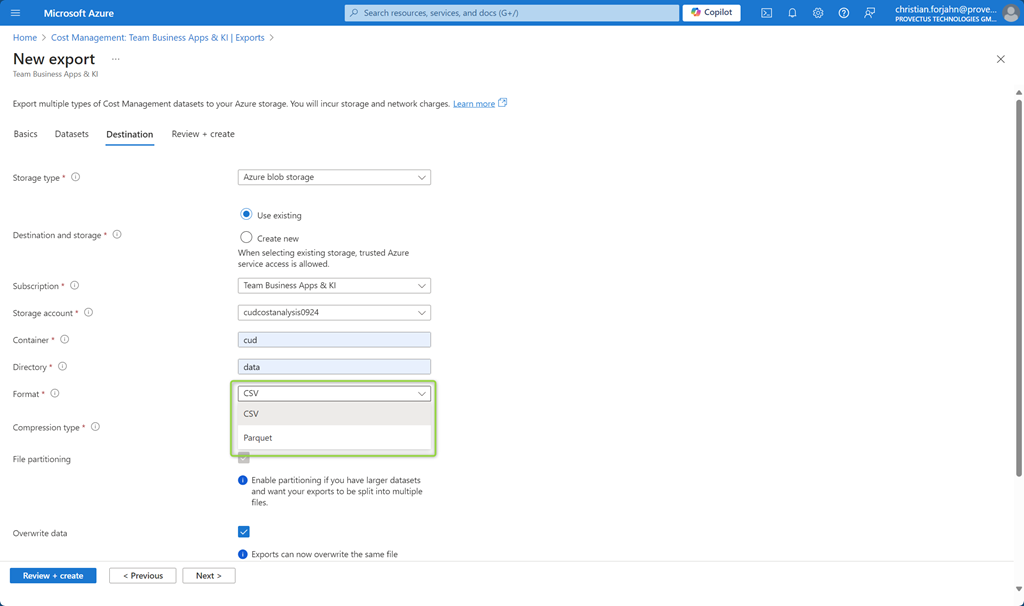 Microsoft Azure
Search resources, services, and docs (G+/)
Copilot
christian.forjahn@prove...
PROVECTUS TECHNOLOGIES GM...
Home > Cost Management: Team Business Apps & KI | Exports >
New export ...
Team Business Apps & KI
Export multiple types of Cost Management datasets to your Azure storage. You will incur storage and network charges. Learn more
Basics Datasets Destination Review + create
Storage type * Azure blob storage
Use existing
Destination and storage *
Create new
When selecting existing storage, trusted Azure
service access is allowed.
Subscription * Team Business Apps & KI
Storage account * cudcostanalysis0924
Container * cud
Directory * data
Format * CSV
CSV
Compression type *
Parquet
File partitioning
Enable partitioning if you have larger datasets
and want your exports to be split into multiple
files.
Overwrite data
Exports can now overwrite the same file
Review + create < Previous Next >